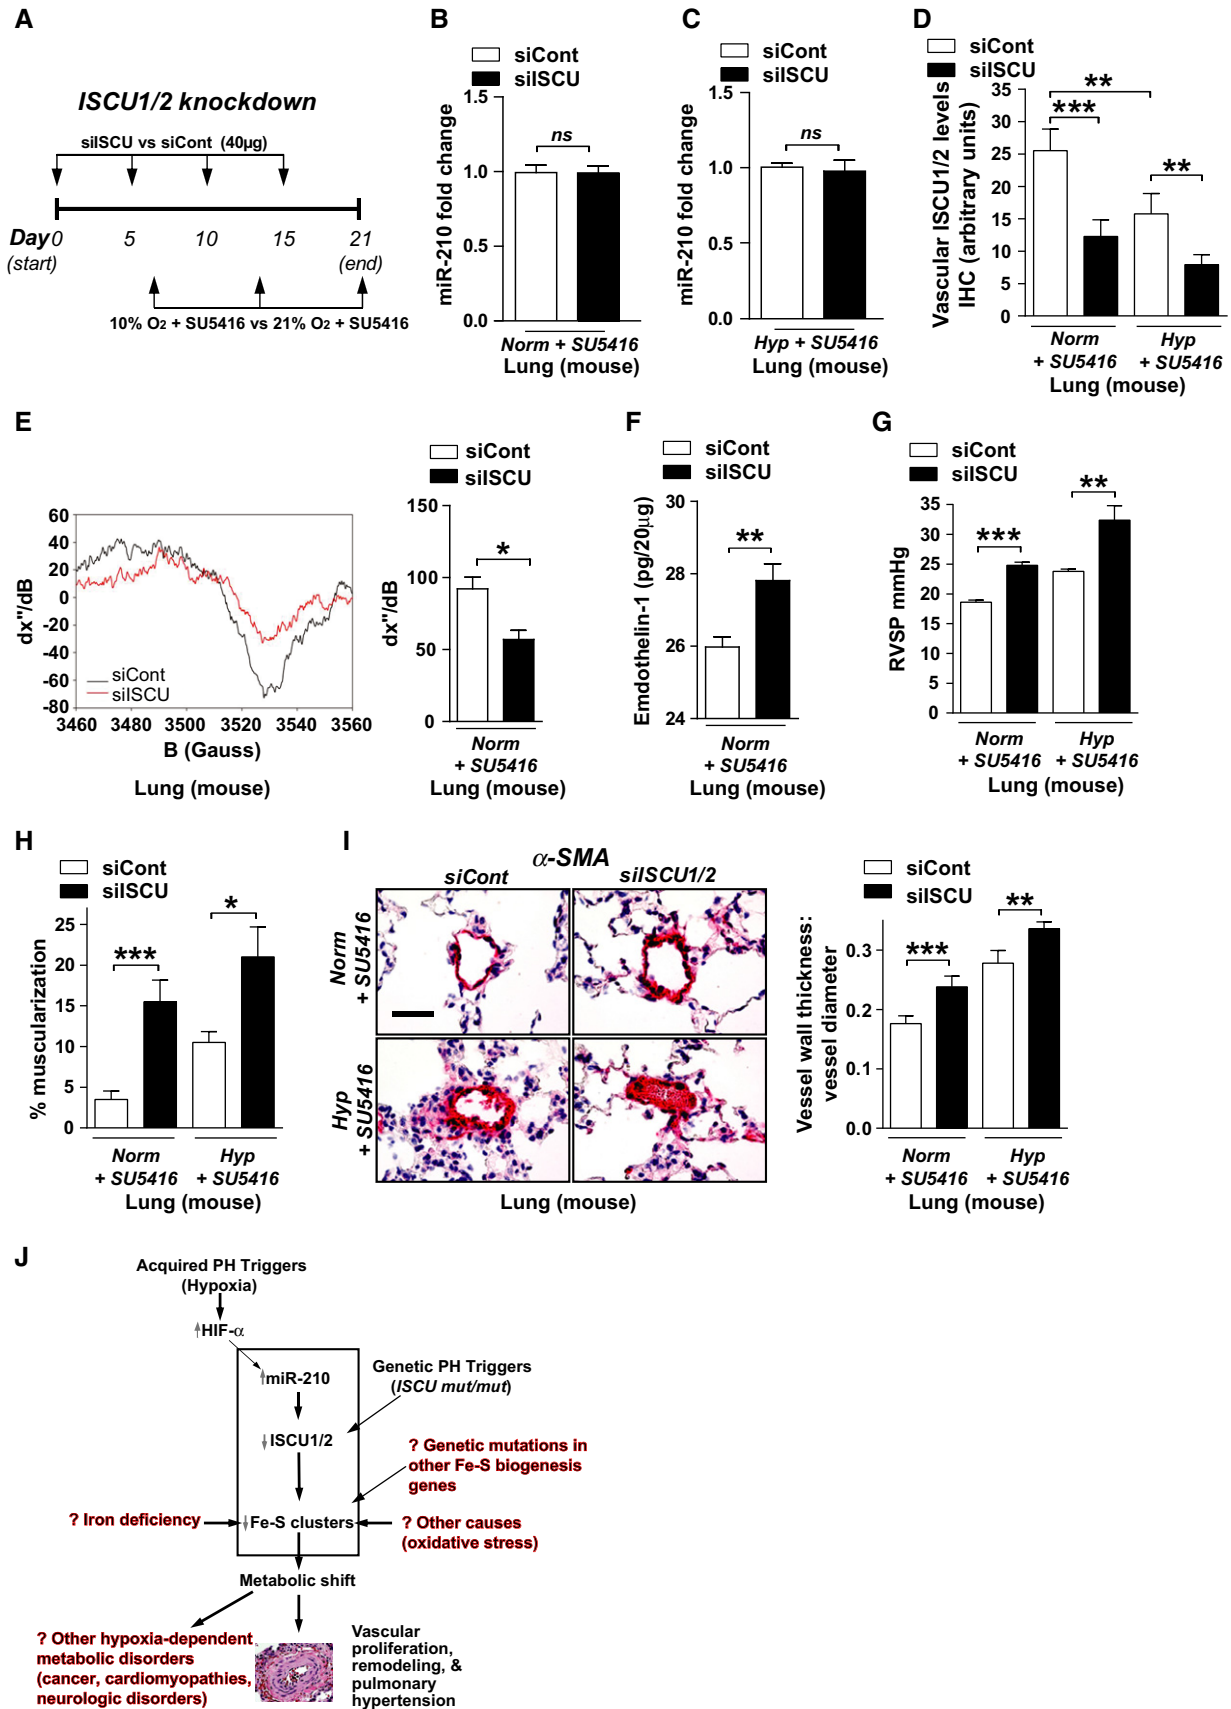 A
ISCU1/2 knockdown
siISCU vs siCont (40µg)
Day 0 5 10 15 21
(start) (end)
10% O2 + SU5416 vs 21% O2 + SU5416
B
siCont
siISCU
miR-210 fold change
1.5
1.0
0.5
0.0
ns
Norm + SU5416
Lung (mouse)
C
siCont
siISCU
miR-210 fold change
1.5
1.0
0.5
0.0
ns
Hyp + SU5416
Lung (mouse)
D
siCont
siISCU
Vascular ISCU1/2 levels
IHC (arbitrary units)
35
30
25
20
15
10
5
0
**
***
**
Norm
+ SU5416
Hyp
+ SU5416
Lung (mouse)
E
dx"/dB
60
40
20
0
-20
-40
-60
-80
siCont
siISCU
3460 3480 3500 3520 3540 3560
B (Gauss)
Lung (mouse)
siCont
siISCU
dx"/dB
150
100
50
0
*
Norm
+ SU5416
Lung (mouse)
F
siCont
siISCU
Emdothelin-1 (pg/20µg)
30
28
26
24
**
Norm
+ SU5416
Lung (mouse)
G
siCont
siISCU
RVSP mmHg
35
30
25
20
15
10
5
0
***
**
Norm
+ SU5416
Hyp
+ SU5416
Lung (mouse)
H
siCont
siISCU
% muscularization
25
20
15
10
5
0
***
*
Norm
+ SU5416
Hyp
+ SU5416
Lung (mouse)
I
α-SMA
siCont siISCU1/2
Norm
+ SU5416
Hyp
+ SU5416
Lung (mouse)
siCont
siISCU
Vessel wall thickness:
vessel diameter
0.3
0.2
0.1
0.0
***
**
Norm
+ SU5416
Hyp
+ SU5416
Lung (mouse)
J
Acquired PH Triggers
(Hypoxia)
↑HIF-α
↑miR-210
Genetic PH Triggers
(ISCU mut/mut)
↓ISCU1/2
? Genetic mutations in
other Fe-S biogenesis
genes
? Iron deficiency
↓Fe-S clusters
? Other causes
(oxidative stress)
Metabolic shift
? Other hypoxia-dependent
metabolic disorders
(cancer, cardiomyopathies,
neurologic disorders)
Vascular
proliferation,
remodeling, &
pulmonary
hypertension